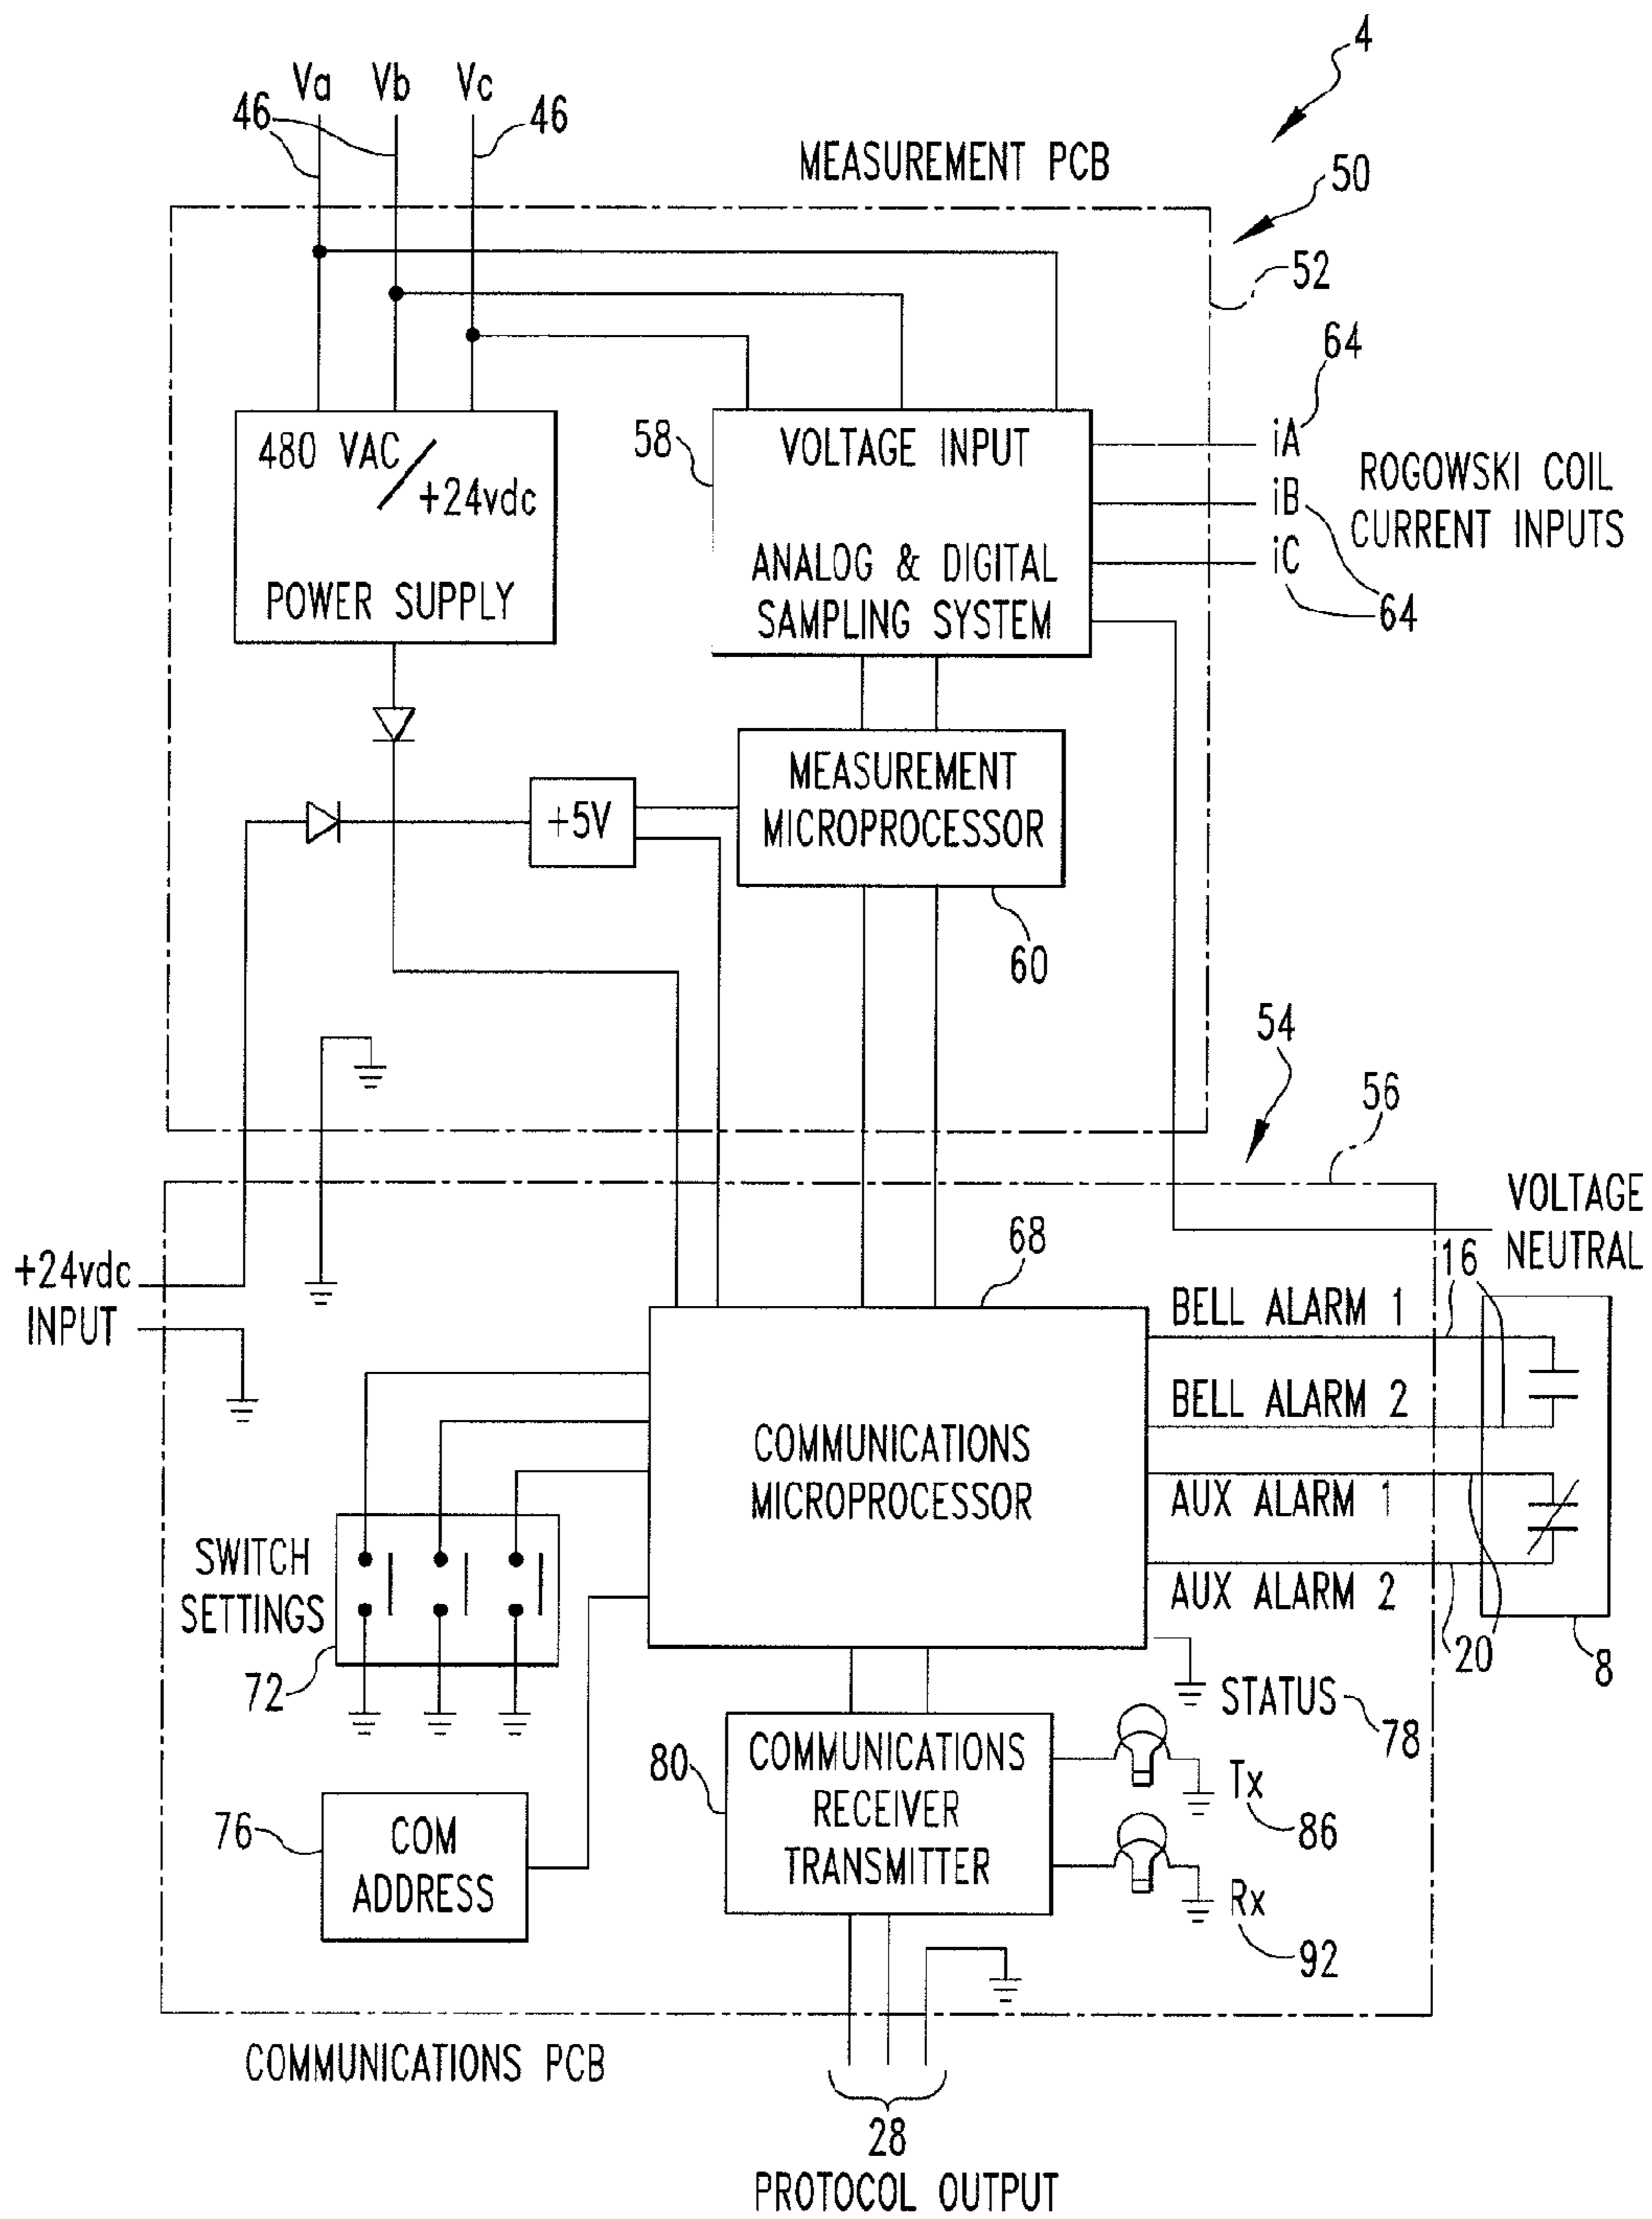 4
Va Vb Vc
46 46
MEASUREMENT PCB
50
52
64
480 VAC
+24vdc
POWER SUPPLY
58
VOLTAGE INPUT
ANALOG & DIGITAL
SAMPLING SYSTEM
iA
iB
iC
ROGOWSKI COIL
CURRENT INPUTS
64
+5V
MEASUREMENT
MICROPROCESSOR
60
54
56
VOLTAGE
NEUTRAL
+24vdc
INPUT
68
16
BELL ALARM 1
BELL ALARM 2
COMMUNICATIONS
MICROPROCESSOR
AUX ALARM 1
AUX ALARM 2
20
8
SWITCH
SETTINGS
72
STATUS
78
80
COMMUNICATIONS
RECEIVER
TRANSMITTER
Tx
86
Rx
92
76
COM
ADDRESS
COMMUNICATIONS PCB
28
PROTOCOL OUTPUT